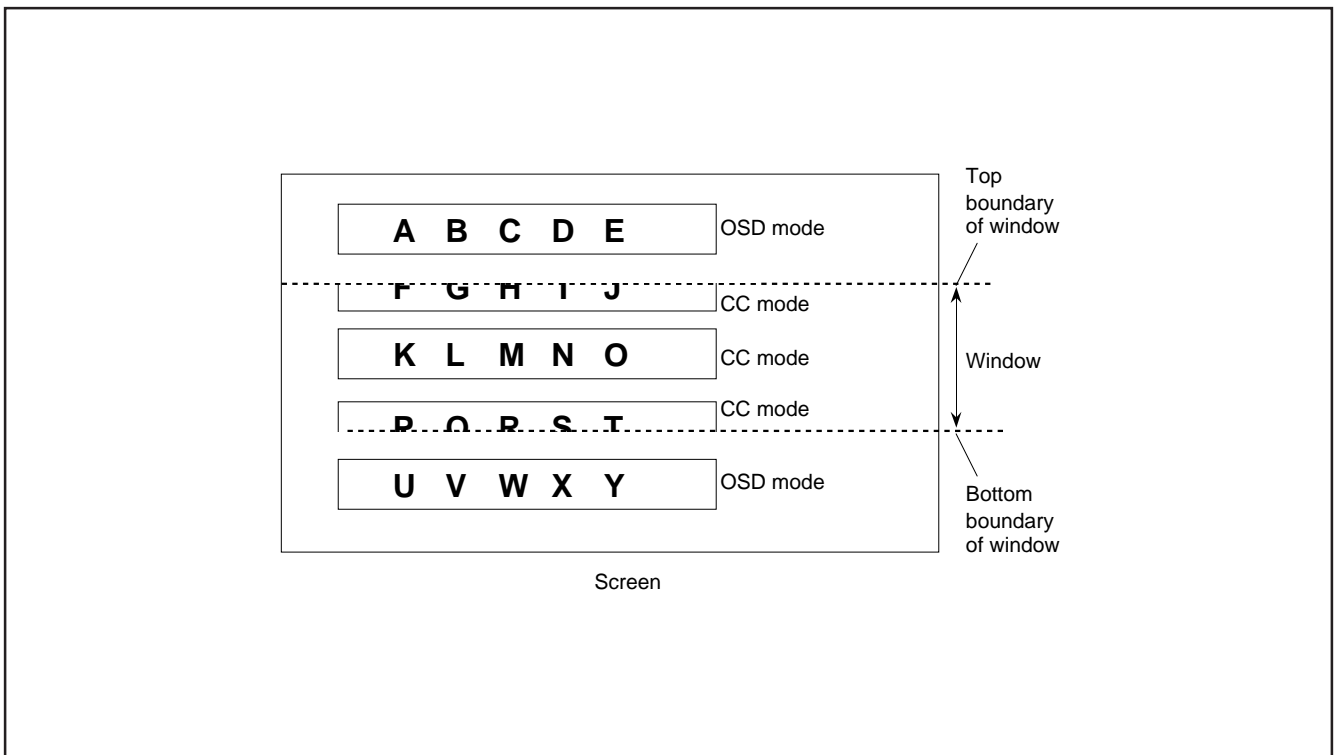 Top
boundary
of window
A B C D E OSD mode
F G H I J CC mode
K L M N O CC mode
Window
P Q R S T CC mode
U V W X Y OSD mode
Bottom
boundary
of window
Screen